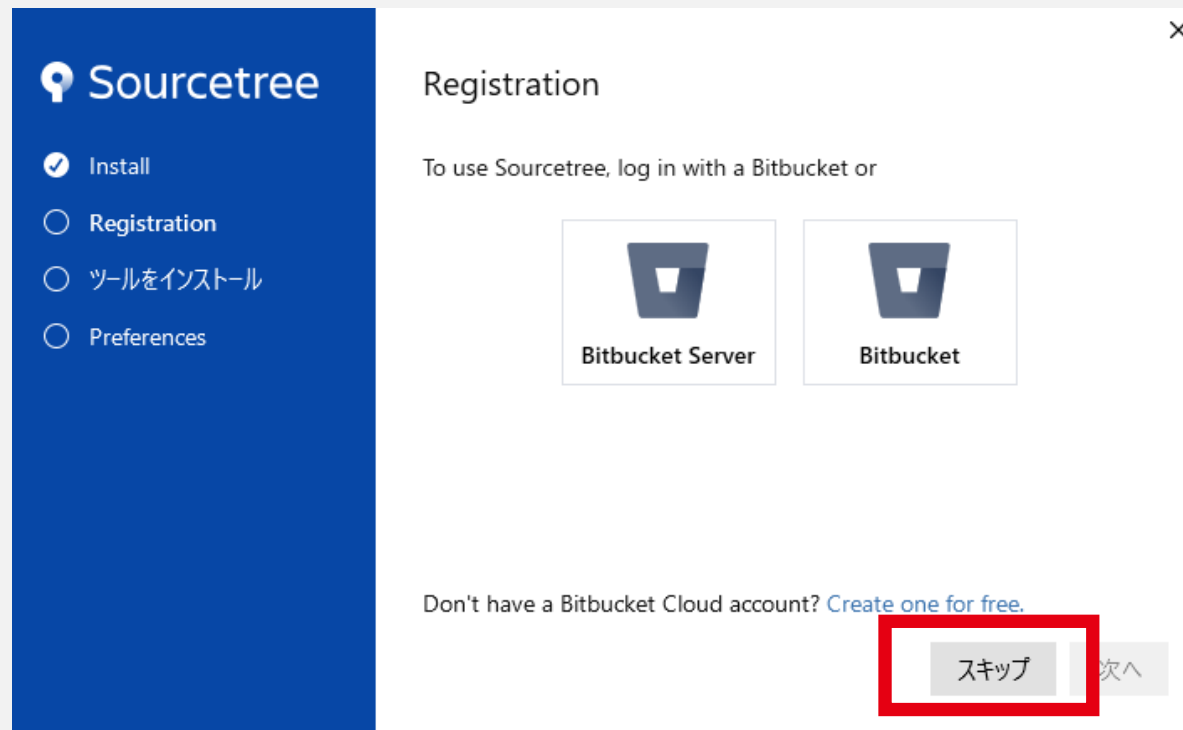 Sourcetree
Install
Registration
ツールをインストール
Preferences
Registration
To use Sourcetree, log in with a Bitbucket or
Bitbucket Server
Bitbucket
Don't have a Bitbucket Cloud account? Create one for free.
スキップ
次へ